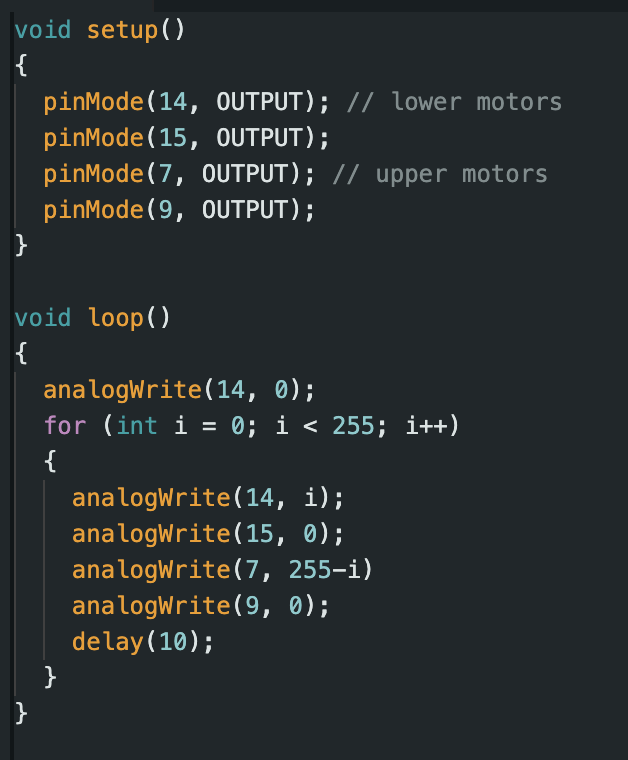 void setup()
{
  pinMode(14, OUTPUT); // lower motors
  pinMode(15, OUTPUT);
  pinMode(7, OUTPUT); // upper motors
  pinMode(9, OUTPUT);
}

void loop()
{
  analogWrite(14, 0);
  for (int i = 0; i < 255; i++)
  {
    analogWrite(14, i);
    analogWrite(15, 0);
    analogWrite(7, 255-i)
    analogWrite(9, 0);
    delay(10);
  }
}